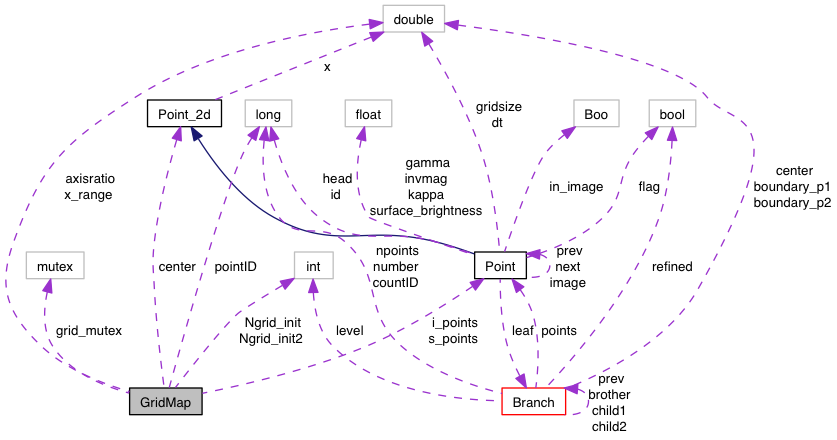 double
x
Point_2d
long
float
Boo
bool
gridsize
dt
axisratio
x_range
head
id
gamma
invmag
kappa
surface_brightness
in_image
flag
center
boundary_p1
boundary_p2
mutex
center
pointID
int
npoints
number
countID
Point
prev
next
image
refined
grid_mutex
Ngrid_init
Ngrid_init2
level
i_points
s_points
leaf
points
GridMap
Branch
prev
brother
child1
child2